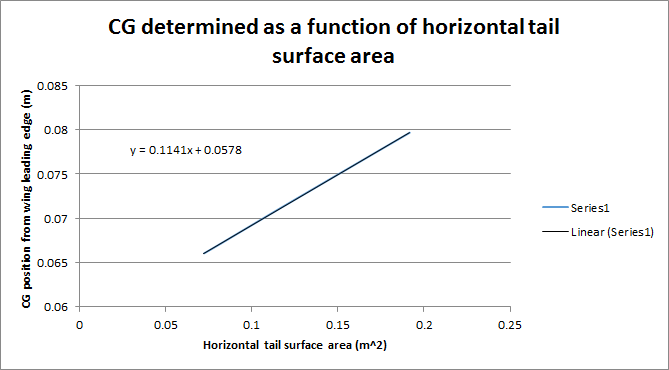 CG determined as a function of horizontal tail
surface area
CG position from wing leading edge (m)
0.085
0.08
0.075
0.07
0.065
0.06
y = 0.1141x + 0.0578
0
0.05
0.1
0.15
0.2
0.25
Horizontal tail surface area (m^2)
Series1
Linear (Series1)